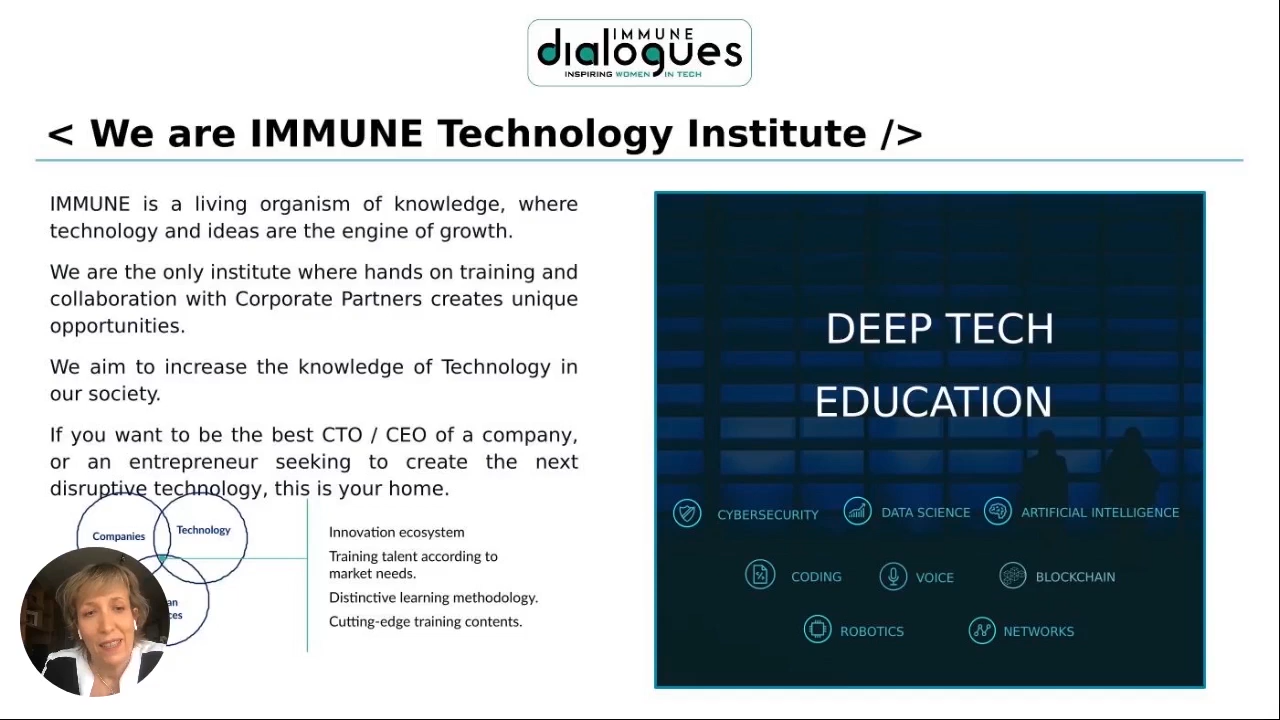 IMMUNE
dialogues
INSPIRING WOMEN IN TECH
< We are IMMUNE Technology Institute />
IMMUNE is a living organism of knowledge, where
technology and ideas are the engine of growth.
We are the only institute where hands on training and
collaboration with Corporate Partners creates unique
opportunities.
We aim to increase the knowledge of Technology in
our society.
If you want to be the best CTO / CEO of a company,
or an entrepreneur seeking to create the next
disruptive technology, this is your home.
Companies
Technology
Innovation ecosystem
Training talent according to
market needs.
Distinctive learning methodology.
Cutting-edge training contents.
DEEP TECH
EDUCATION
CYBERSECURITY
DATA SCIENCE
ARTIFICIAL INTELLIGENCE
CODING
VOICE
BLOCKCHAIN
ROBOTICS
NETWORKS